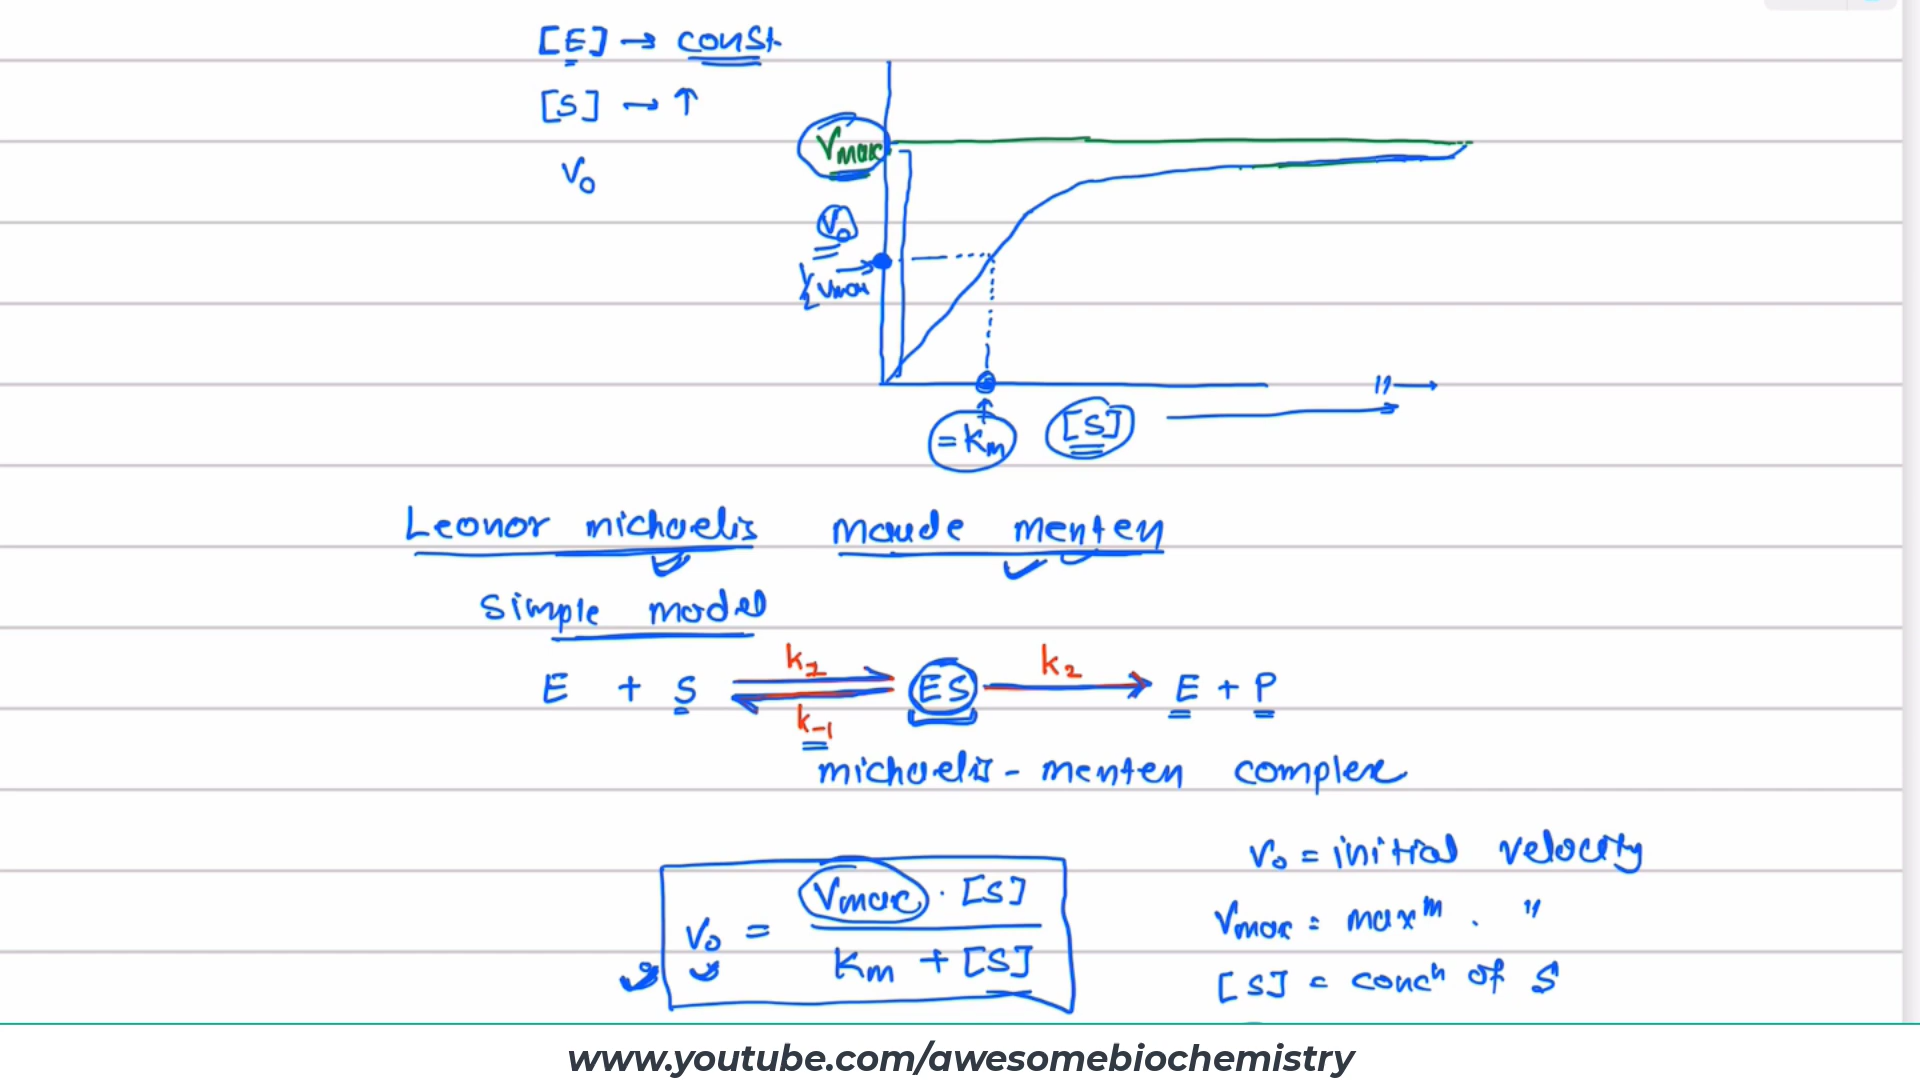 [E] → const
[S] → ↑
V₀
Vmax
V₀
½ Vmax
= Km [S]
Leonor michaelis maude menten
Simple model
E + S k₁ k₋₁ ES k₂ E + P
michaelis - menten complex
V₀ = Vmax · [S] / Km + [S]
V₀ = initial velocity
Vmax = maxᵐ . "
[S] = concⁿ of S
www.youtube.com/awesomebiochemistry